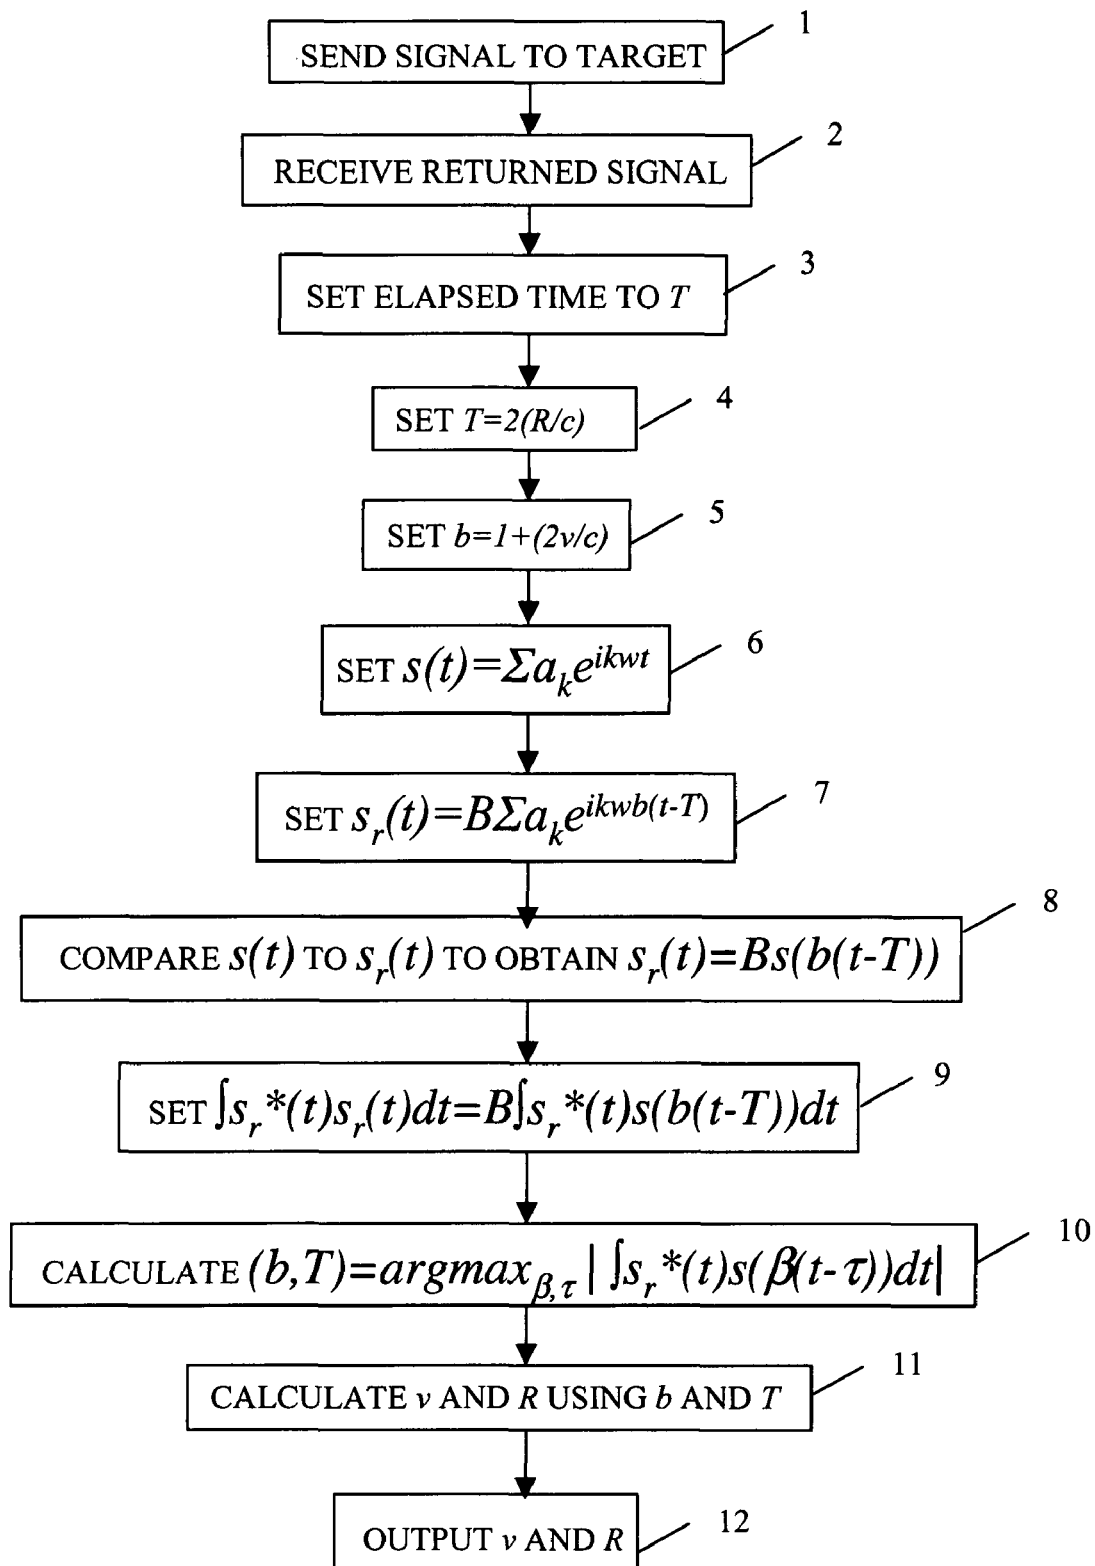 1
SEND SIGNAL TO TARGET
2
RECEIVE RETURNED SIGNAL
3
SET ELAPSED TIME TO T
4
SET T=2(R/c)
5
SET b=1+(2v/c)
6
SET s(t)=Σa_k e^{ikwt}
7
SET s_r(t)=BΣa_k e^{ikwb(t-T)}
8
COMPARE s(t) TO s_r(t) TO OBTAIN s_r(t)=Bs(b(t-T))
9
SET ∫s_r*(t)s_r(t)dt=B∫s_r*(t)s(b(t-T))dt
10
CALCULATE (b,T)=argmax_{β,τ}|∫s_r*(t)s(β(t-τ))dt|
11
CALCULATE v AND R USING b AND T
12
OUTPUT v AND R